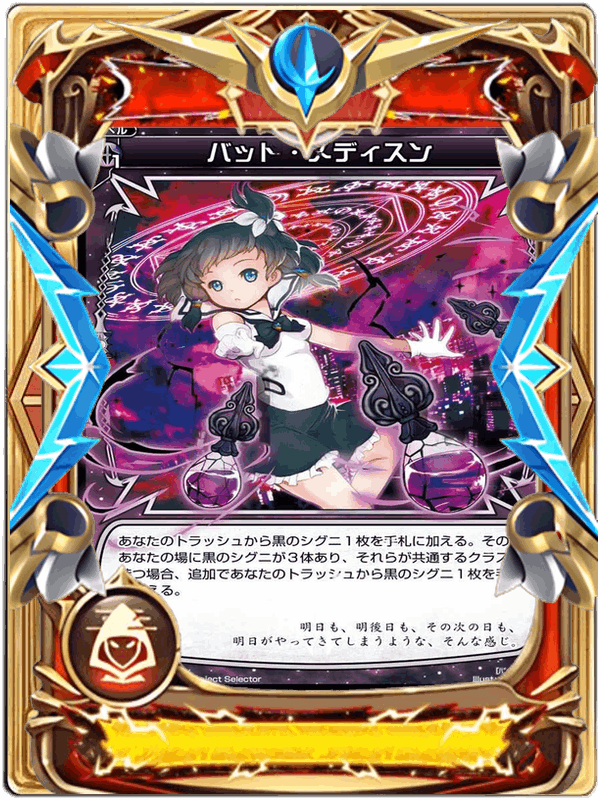 バット・メディスン
あなたのトラッシュから黒のシグニ1枚を手札に加える。その
あなたの場に黒のシグニが3体あり、それらが共通するクラス
つ場合、追加であなたのトラッシュから黒のシグニ1枚を
える。
明日も、明後日も、その次の日も、
明日がやってきてしまうような、そんな感じ。
Selector
Illust